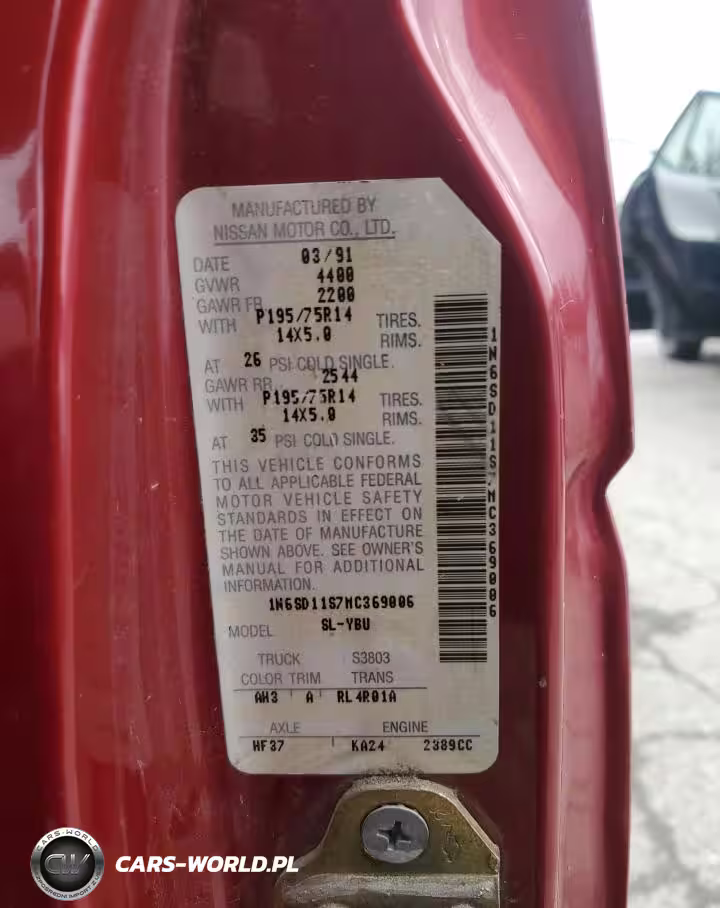 MANUFACTURED BY
NISSAN MOTOR CO., LTD.
DATE 03/91
GVWR 4400
GAWR FR 2200
WITH P195/75R14 TIRES.
14X5.0 RIMS.
AT 26 PSI COLD SINGLE.
GAWR RR 2544
WITH P195/75R14 TIRES.
14X5.0 RIMS.
AT 35 PSI COLD SINGLE.
THIS VEHICLE CONFORMS
TO ALL APPLICABLE FEDERAL
MOTOR VEHICLE SAFETY
STANDARDS IN EFFECT ON
THE DATE OF MANUFACTURE
SHOWN ABOVE. SEE OWNER'S
MANUAL FOR ADDITIONAL
INFORMATION
1N6SD11S7MC369006
MODEL SL-YBU
TRUCK S3803
COLOR TRIM TRANS
AH3 A RL4R01A
AXLE ENGINE
HF37 KA24 2389CC
1N6SD11S7MC369006
CARS-WORLD
CW
CARS-WORLD.PL